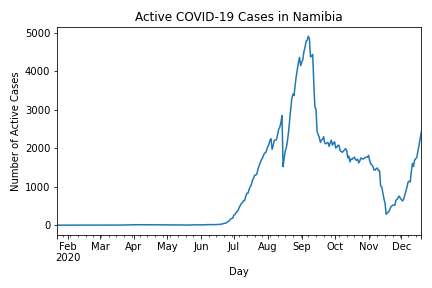 Active COVID-19 Cases in Namibia
Number of Active Cases
5000
4000
3000
2000
1000
0
Feb Mar Apr May Jun Jul Aug Sep Oct Nov Dec
2020
Day